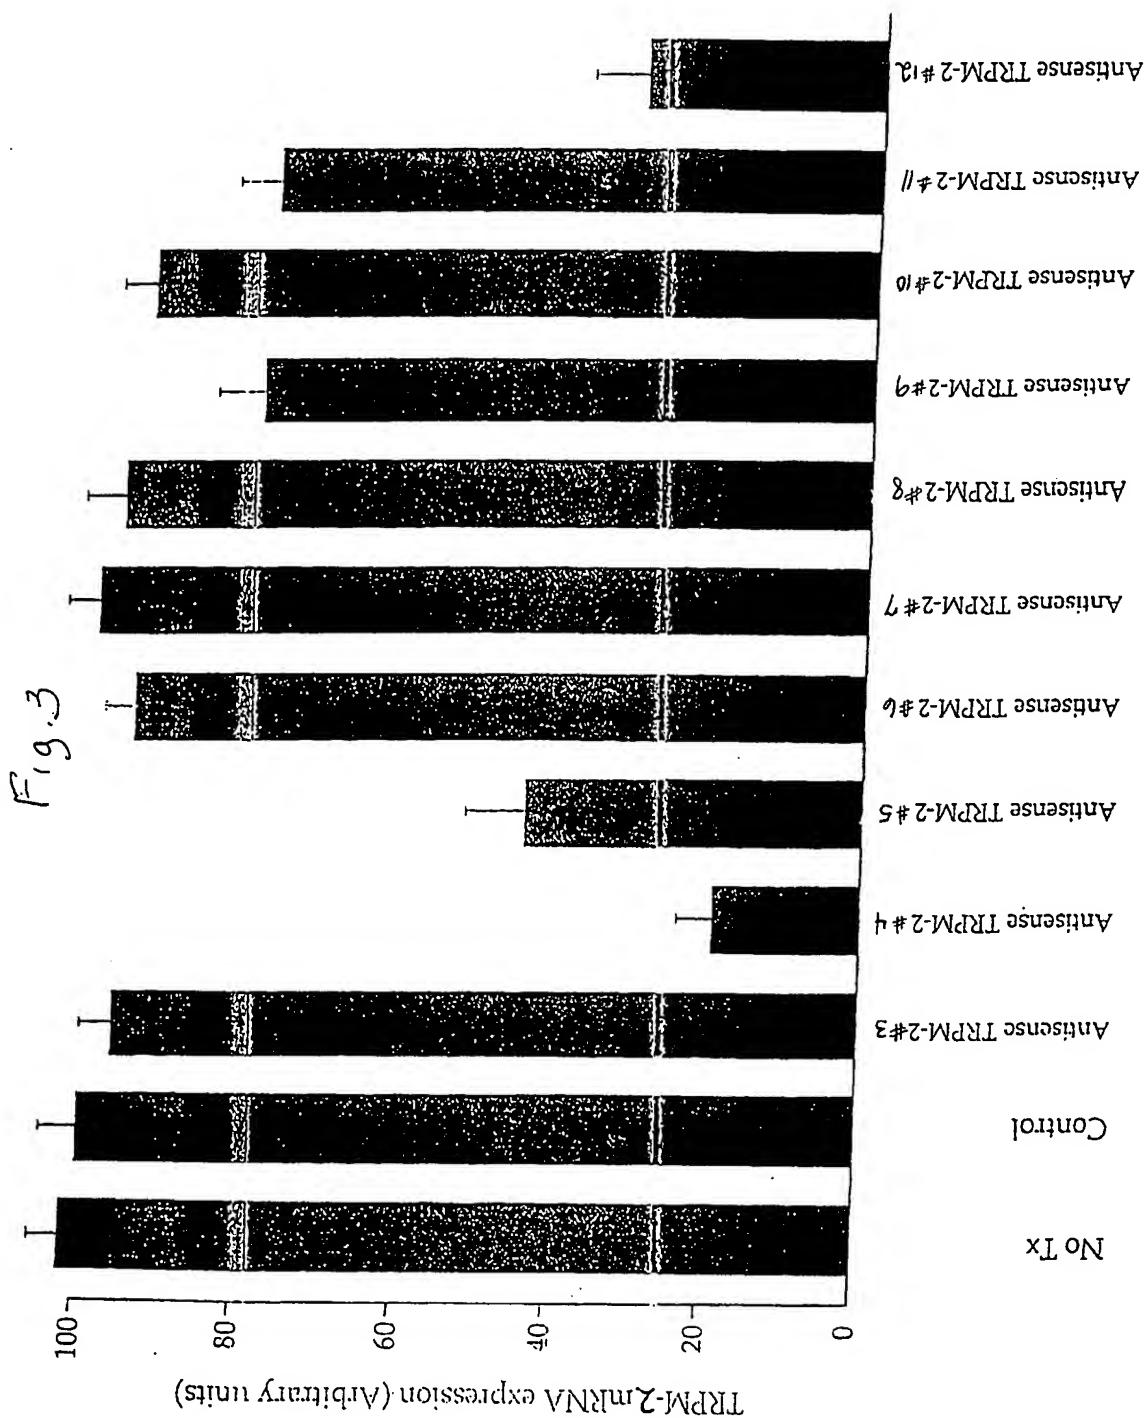 Fig.3
TRPM-2 mRNA expression (Arbitrary units)
100
80
60
40
20
0
No Tx
Control
Antisense TRPM-2#3
Antisense TRPM-2#4
Antisense TRPM-2#5
Antisense TRPM-2#6
Antisense TRPM-2#7
Antisense TRPM-2#8
Antisense TRPM-2#9
Antisense TRPM-2#10
Antisense TRPM-2#11
Antisense TRPM-2#12